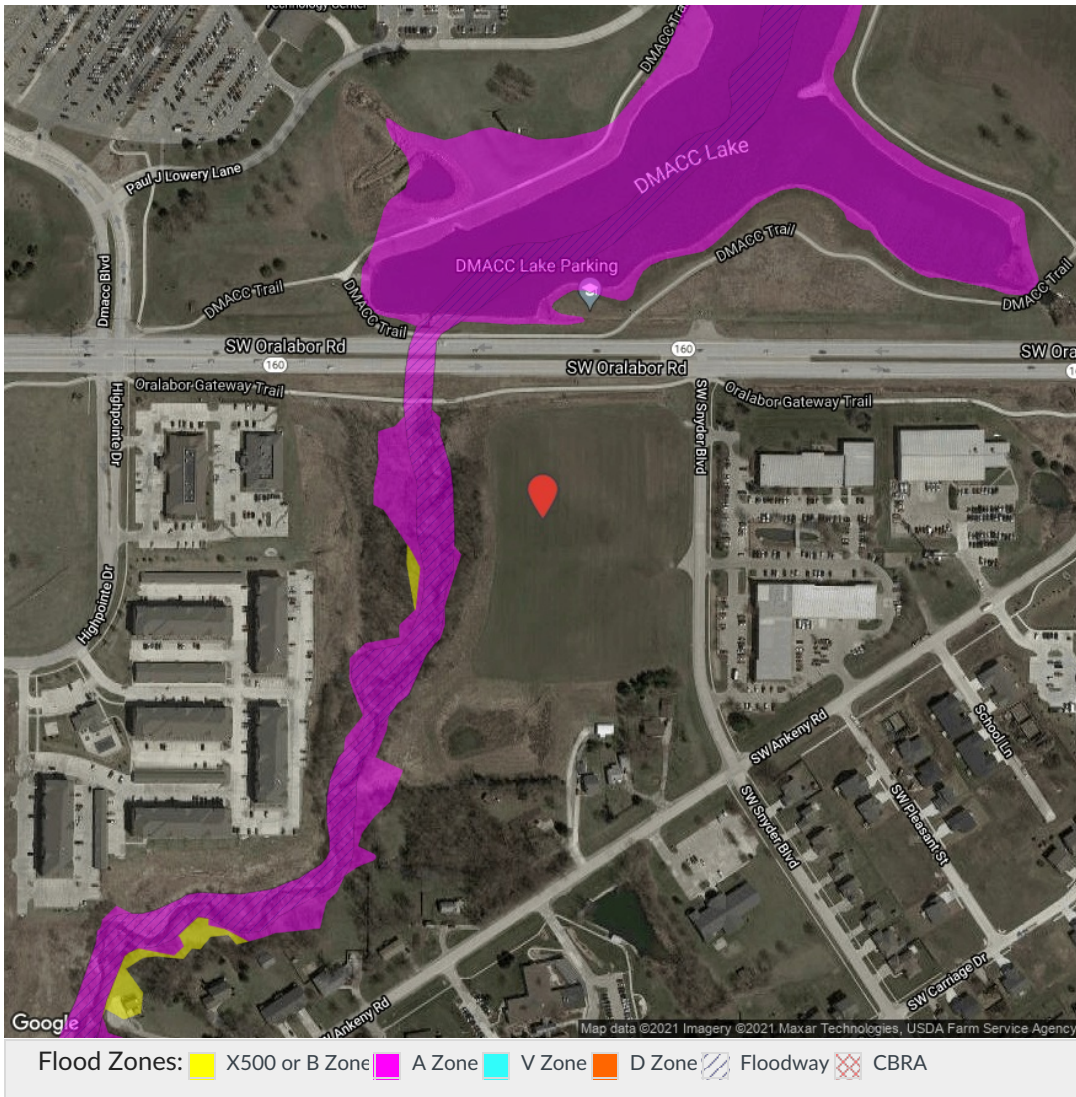 Technology Center
DMACC Trail
Paul J Lowery Lane
DMACC Lake
Dmacc Blvd
DMACC Trail
DMACC Lake Parking
DMACC Trail
DMACC Trail
DMACC Trail
SW Oralabor Rd
160
SW Oralabor Rd
160
SW Ora
Oralabor Gateway Trail
Oralabor Gateway Trail
Highpointe Dr
SW Snyder Blvd
Highpointe Dr
SW Ankeny Rd
School Ln
SW Pleasant St
SW Snyder Blvd
SW Carriage Dr
SW Ankeny Rd
Google
Map data ©2021 Imagery ©2021 Maxar Technologies, USDA Farm Service Agency
Flood Zones: X500 or B Zone A Zone V Zone D Zone Floodway CBRA